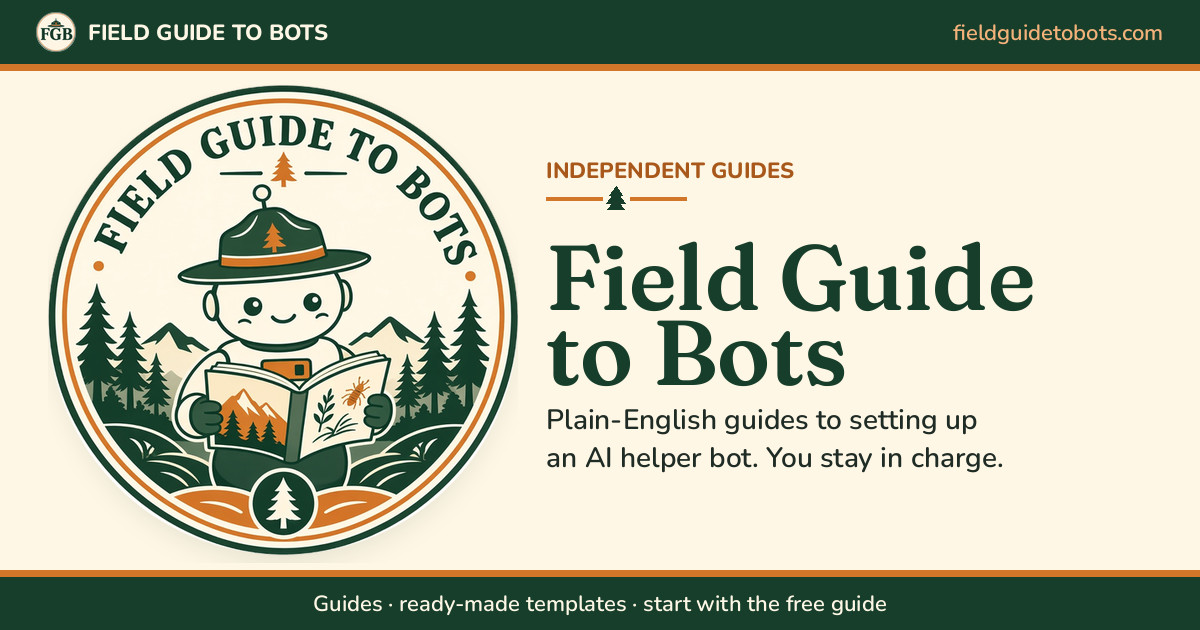 FGB
FIELD GUIDE TO BOTS
fieldguidetobots.com
FIELD GUIDE TO BOTS
INDEPENDENT GUIDES
Field Guide
to Bots
Plain-English guides to setting up
an AI helper bot. You stay in charge.
Guides · ready-made templates · start with the free guide